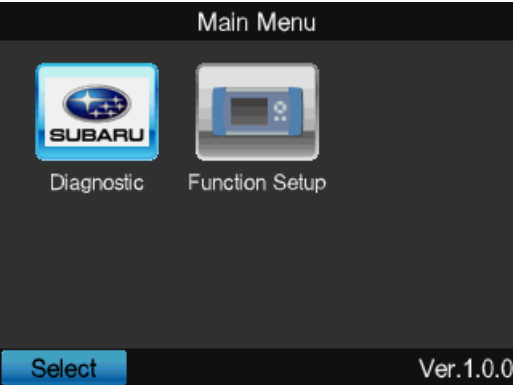 Main Menu
SUBARU
Diagnostic
Function Setup
Select
Ver.1.0.0